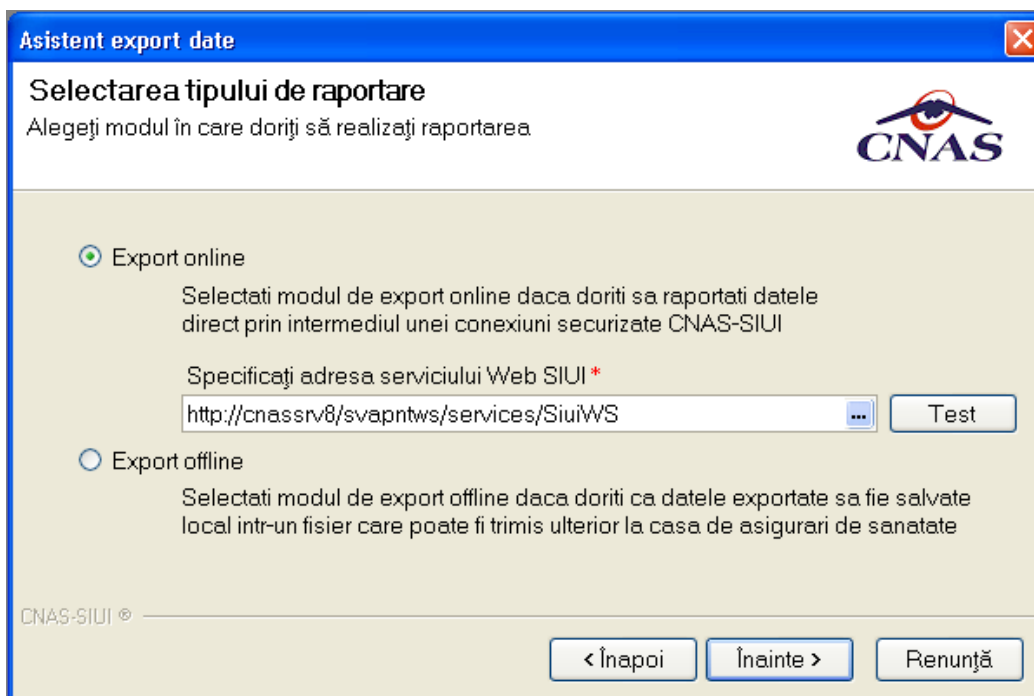 Asistent export date
Selectarea tipului de raportare
Alegeţi modul în care doriţi să realizaţi raportarea
CNAS
Export online
Selectati modul de export online daca doriti sa raportati datele
direct prin intermediul unei conexiuni securizate CNAS-SIUI
Specificaţi adresa serviciului Web SIUI *
http://cnassrv8/svapntws/services/SiuiWS
...
Test
Export offline
Selectati modul de export offline daca doriti ca datele exportate sa fie salvate
local intr-un fisier care poate fi trimis ulterior la casa de asigurari de sanatate
CNAS-SIUI ®
< Înapoi
Înainte >
Renunţă